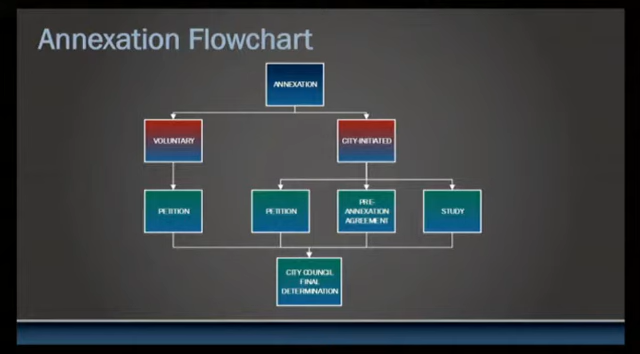 Annexation Flowchart
ANNEXATION
VOLUNTARY
CITY-INITIATED
PETITION
PETITION
PRE-
ANNEXATION
AGREEMENT
STUDY
CITY COUNCIL
FINAL
DETERMINATION